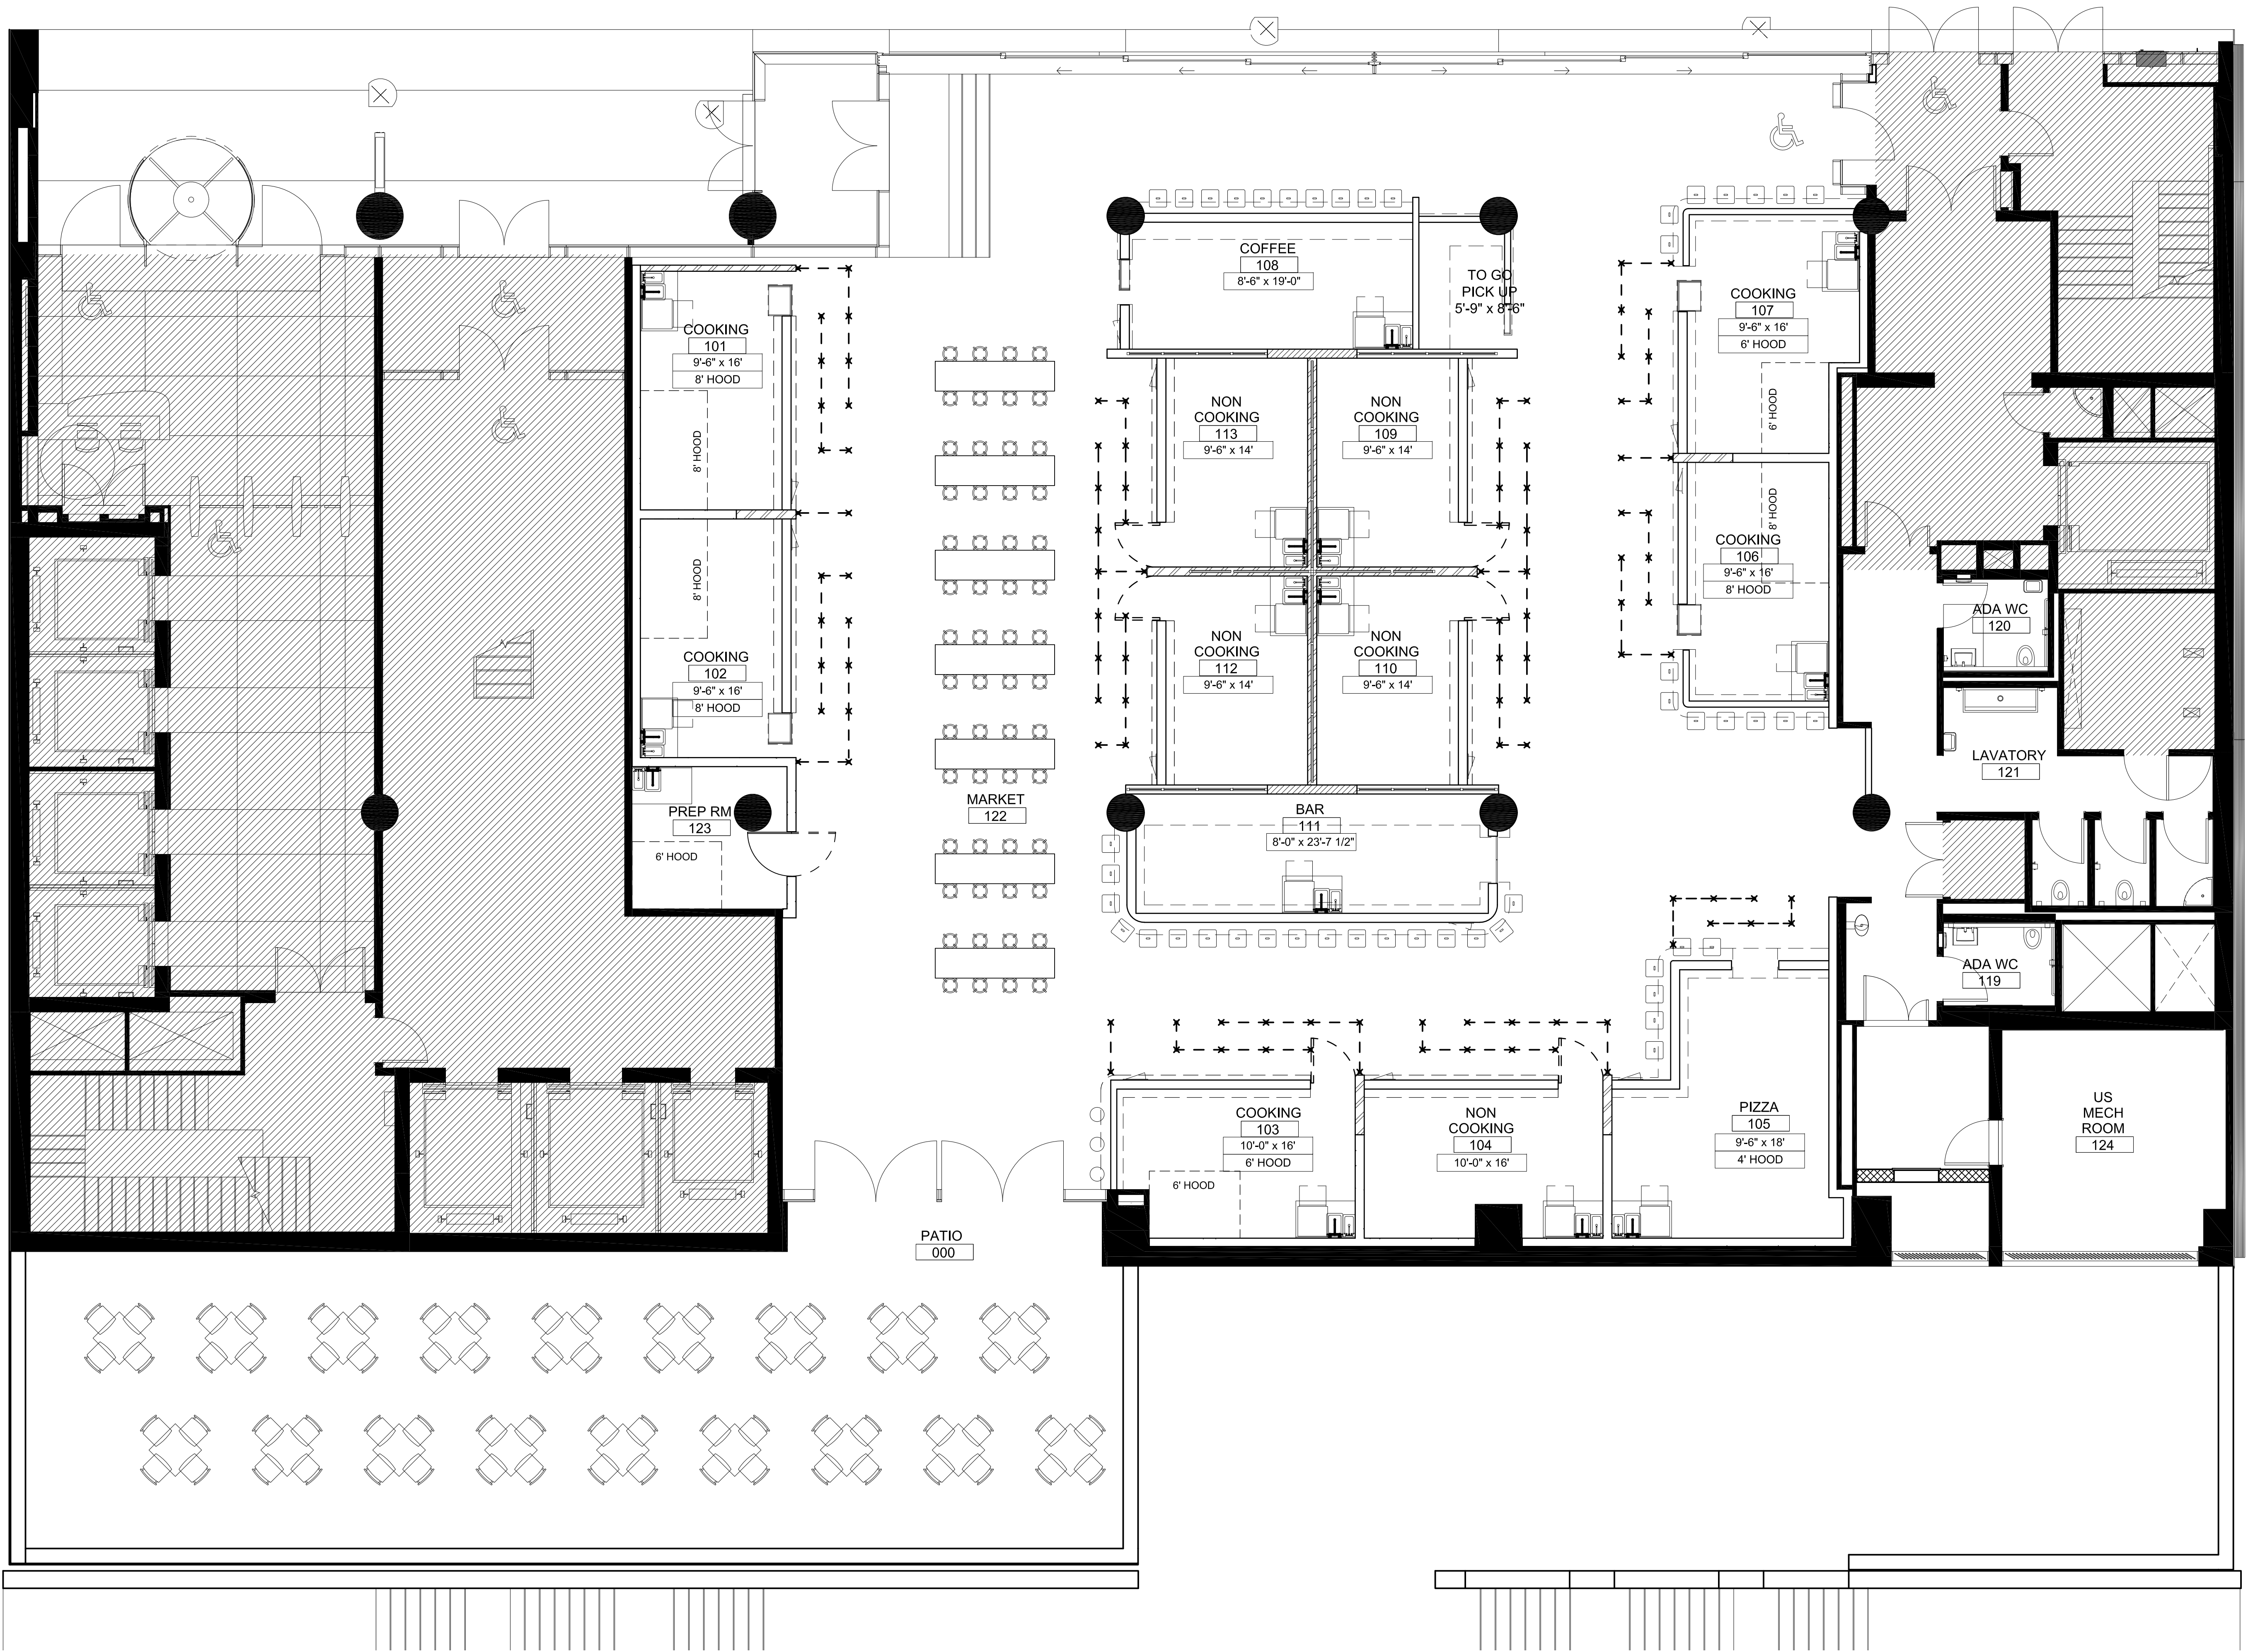 COFFEE
108
8'-6" x 19'-0"
TO GO
PICK UP
5'-9" x 8'-6"
COOKING
101
9'-6" x 16'
8' HOOD
8' HOOD
COOKING
107
9'-6" x 16'
6' HOOD
6' HOOD
NON
COOKING
113
9'-6" x 14'
NON
COOKING
109
9'-6" x 14'
8' HOOD
COOKING
102
9'-6" x 16'
8' HOOD
8' HOOD
COOKING
106
9'-6" x 16'
8' HOOD
NON
COOKING
112
9'-6" x 14'
NON
COOKING
110
9'-6" x 14'
ADA WC
120
LAVATORY
121
PREP RM
123
6' HOOD
MARKET
122
BAR
111
8'-0" x 23'-7 1/2"
ADA WC
119
COOKING
103
10'-0" x 16'
6' HOOD
6' HOOD
NON
COOKING
104
10'-0" x 16'
PIZZA
105
9'-6" x 18'
4' HOOD
US
MECH
ROOM
124
PATIO
000